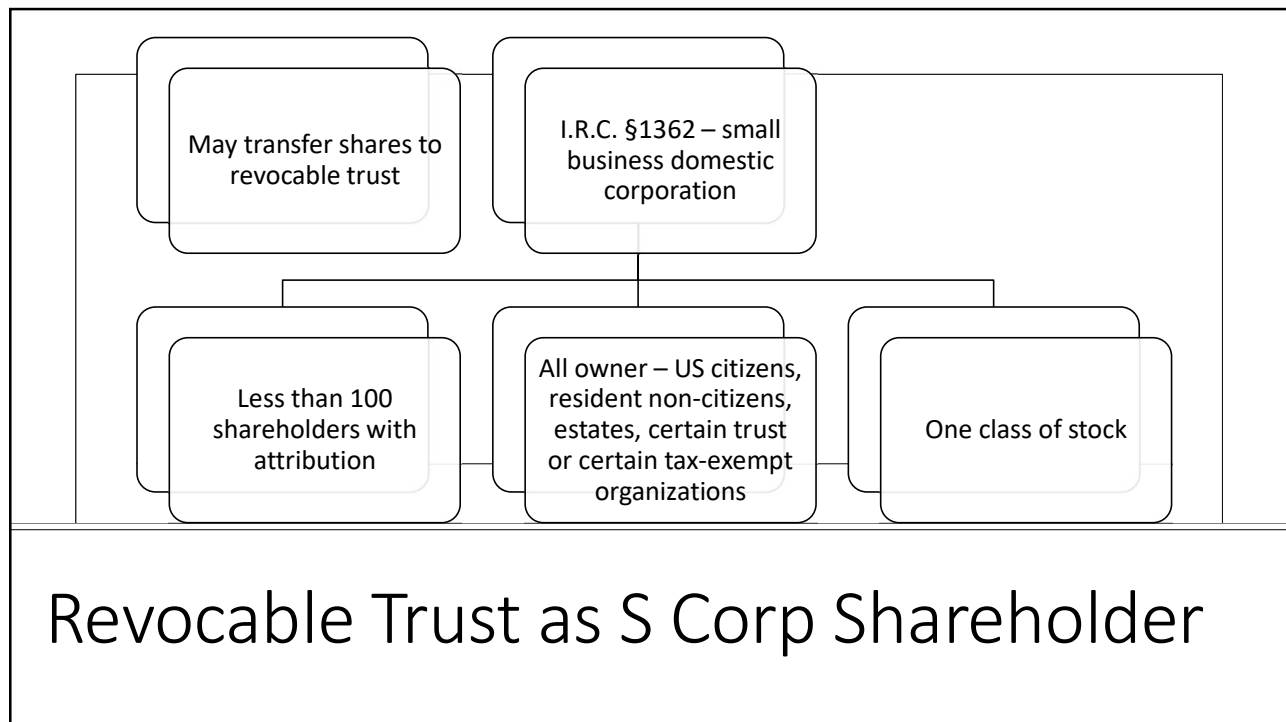 May transfer shares to
revocable trust
I.R.C. §1362 – small
business domestic
corporation
Less than 100
shareholders with
attribution
All owner – US citizens,
resident non-citizens,
estates, certain trust
or certain tax-exempt
organizations
One class of stock
Revocable Trust as S Corp Shareholder